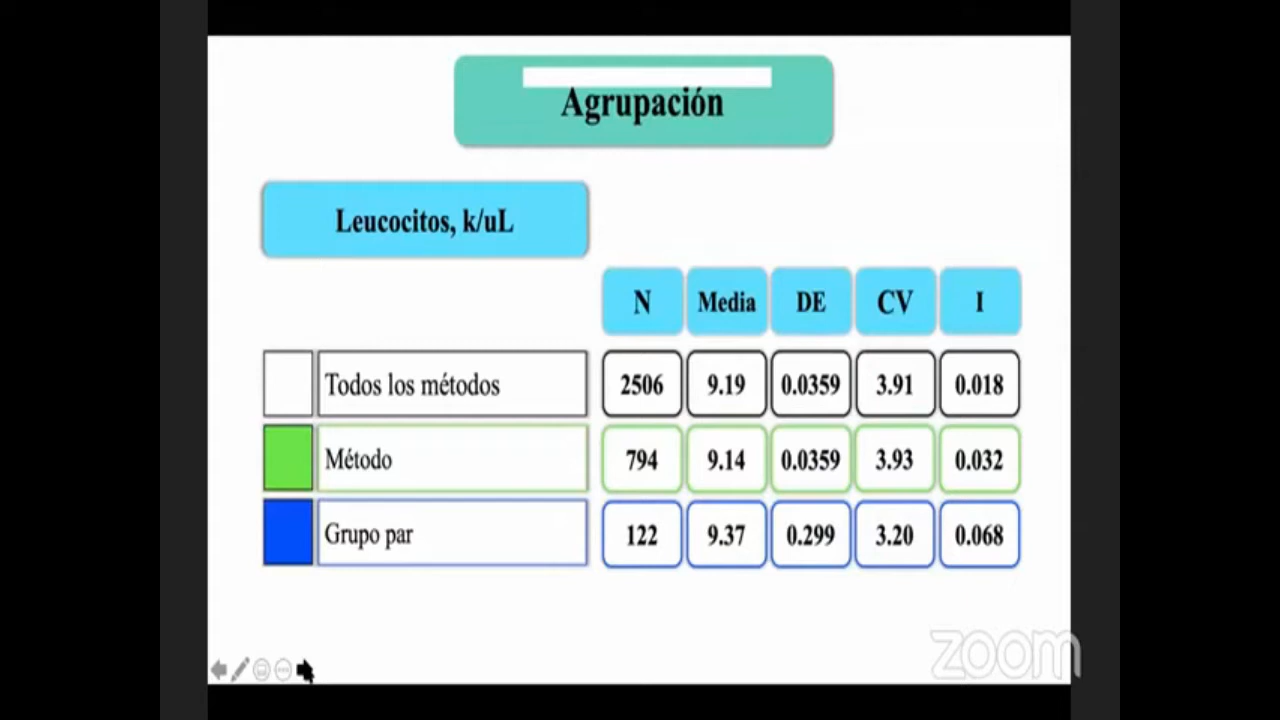 Agrupación
Leucocitos, k/uL
N Media DE CV I
Todos los métodos 2506 9.19 0.0359 3.91 0.018
Método 794 9.14 0.0359 3.93 0.032
Grupo par 122 9.37 0.299 3.20 0.068
zoom